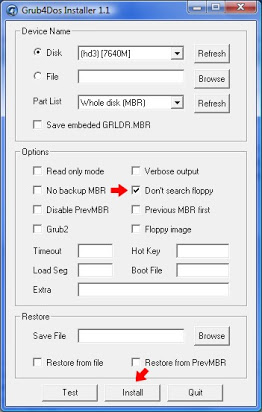 Grub4Dos Installer 1.1
Device Name
Disk (hd3) [7640M] Refresh
File Browse
Part List Whole disk (MBR) Refresh
Save embeded GRLDR.MBR
Options
Read only mode Verbose output
No backup MBR Don't search floppy
Disable PrevMBR Previous MBR first
Grub2 Floppy image
Timeout Hot Key
Load Seg Boot File
Extra
Restore
Save File Browse
Restore from file Restore from PrevMBR
Test Install Quit